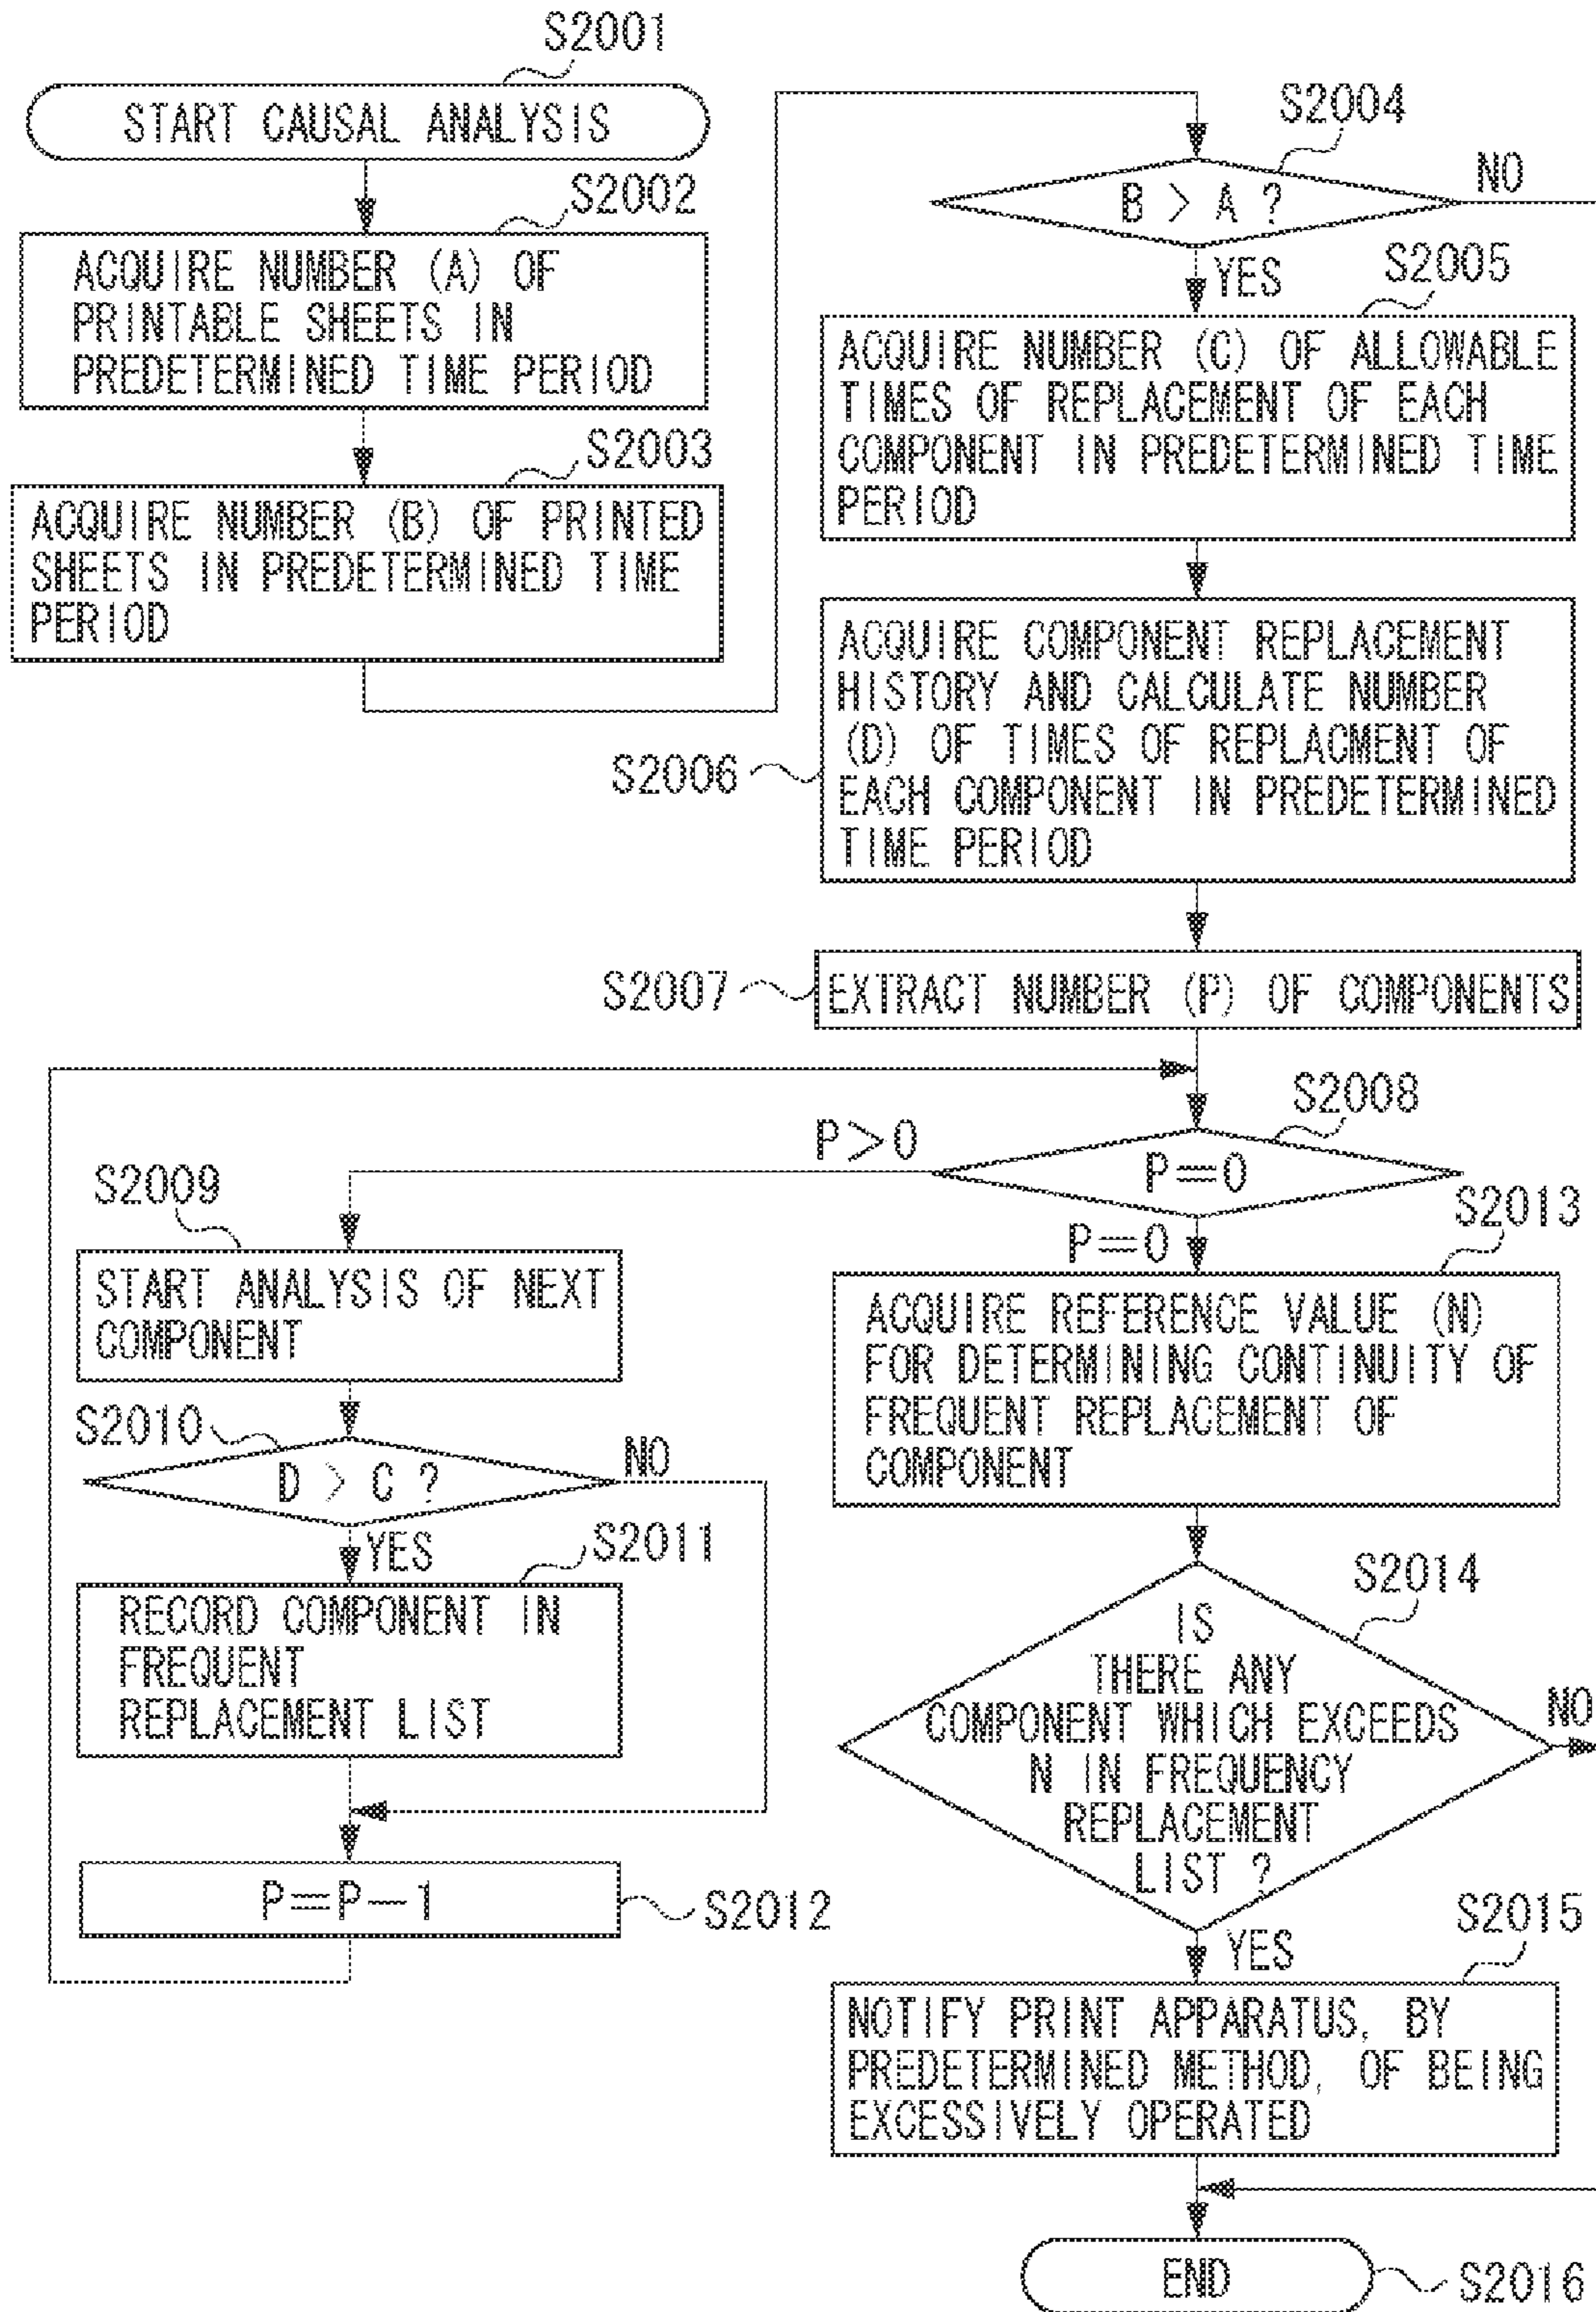 S2001
START CAUSAL ANALYSIS
S2002
ACQUIRE NUMBER (A) OF
PRINTABLE SHEETS IN
PREDETERMINED TIME PERIOD
S2003
ACQUIRE NUMBER (B) OF PRINTED
SHEETS IN PREDETERMINED TIME
PERIOD
S2004
B > A ?
NO
YES
S2005
ACQUIRE NUMBER (C) OF ALLOWABLE
TIMES OF REPLACEMENT OF EACH
COMPONENT IN PREDETERMINED TIME
PERIOD
S2006
ACQUIRE COMPONENT REPLACEMENT
HISTORY AND CALCULATE NUMBER
(D) OF TIMES OF REPLACMENT OF
EACH COMPONENT IN PREDETERMINED
TIME PERIOD
S2007
EXTRACT NUMBER (P) OF COMPONENTS
S2008
P=0
P>0
P=0
S2009
START ANALYSIS OF NEXT
COMPONENT
S2010
D > C ?
NO
YES
S2011
RECORD COMPONENT IN
FREQUENT
REPLACEMENT LIST
P=P-1
S2012
S2013
ACQUIRE REFERENCE VALUE (N)
FOR DETERMINING CONTINUITY OF
FREQUENT REPLACEMENT OF
COMPONENT
S2014
IS
THERE ANY
COMPONENT WHICH EXCEEDS
N IN FREQUENCY
REPLACEMENT
LIST ?
NO
YES
S2015
NOTIFY PRINT APPARATUS, BY
PREDETERMINED METHOD, OF BEING
EXCESSIVELY OPERATED
END
S2016